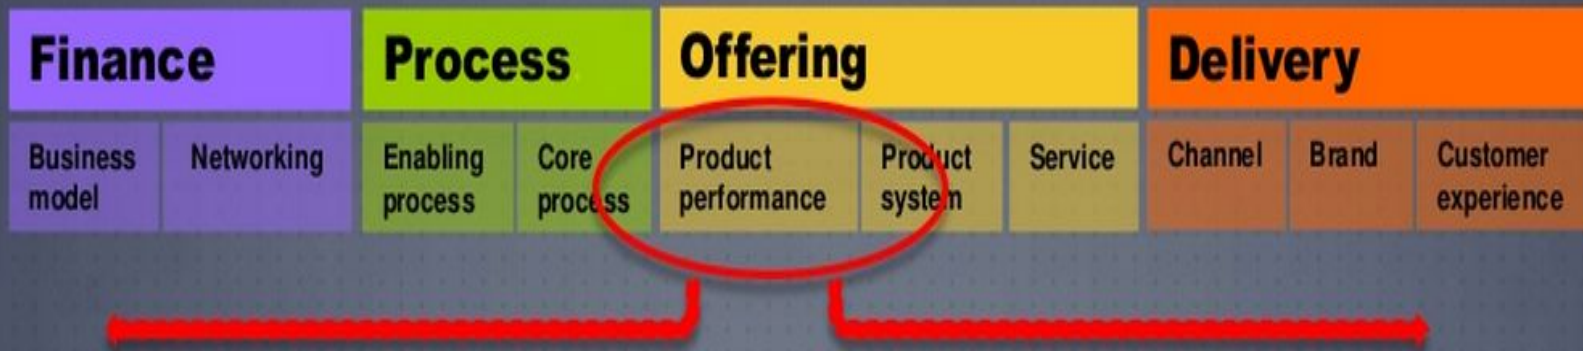 Finance
Process
Offering
Delivery
Business
model
Networking
Enabling
process
Core
process
Product
performance
Product
system
Service
Channel
Brand
Customer
experience